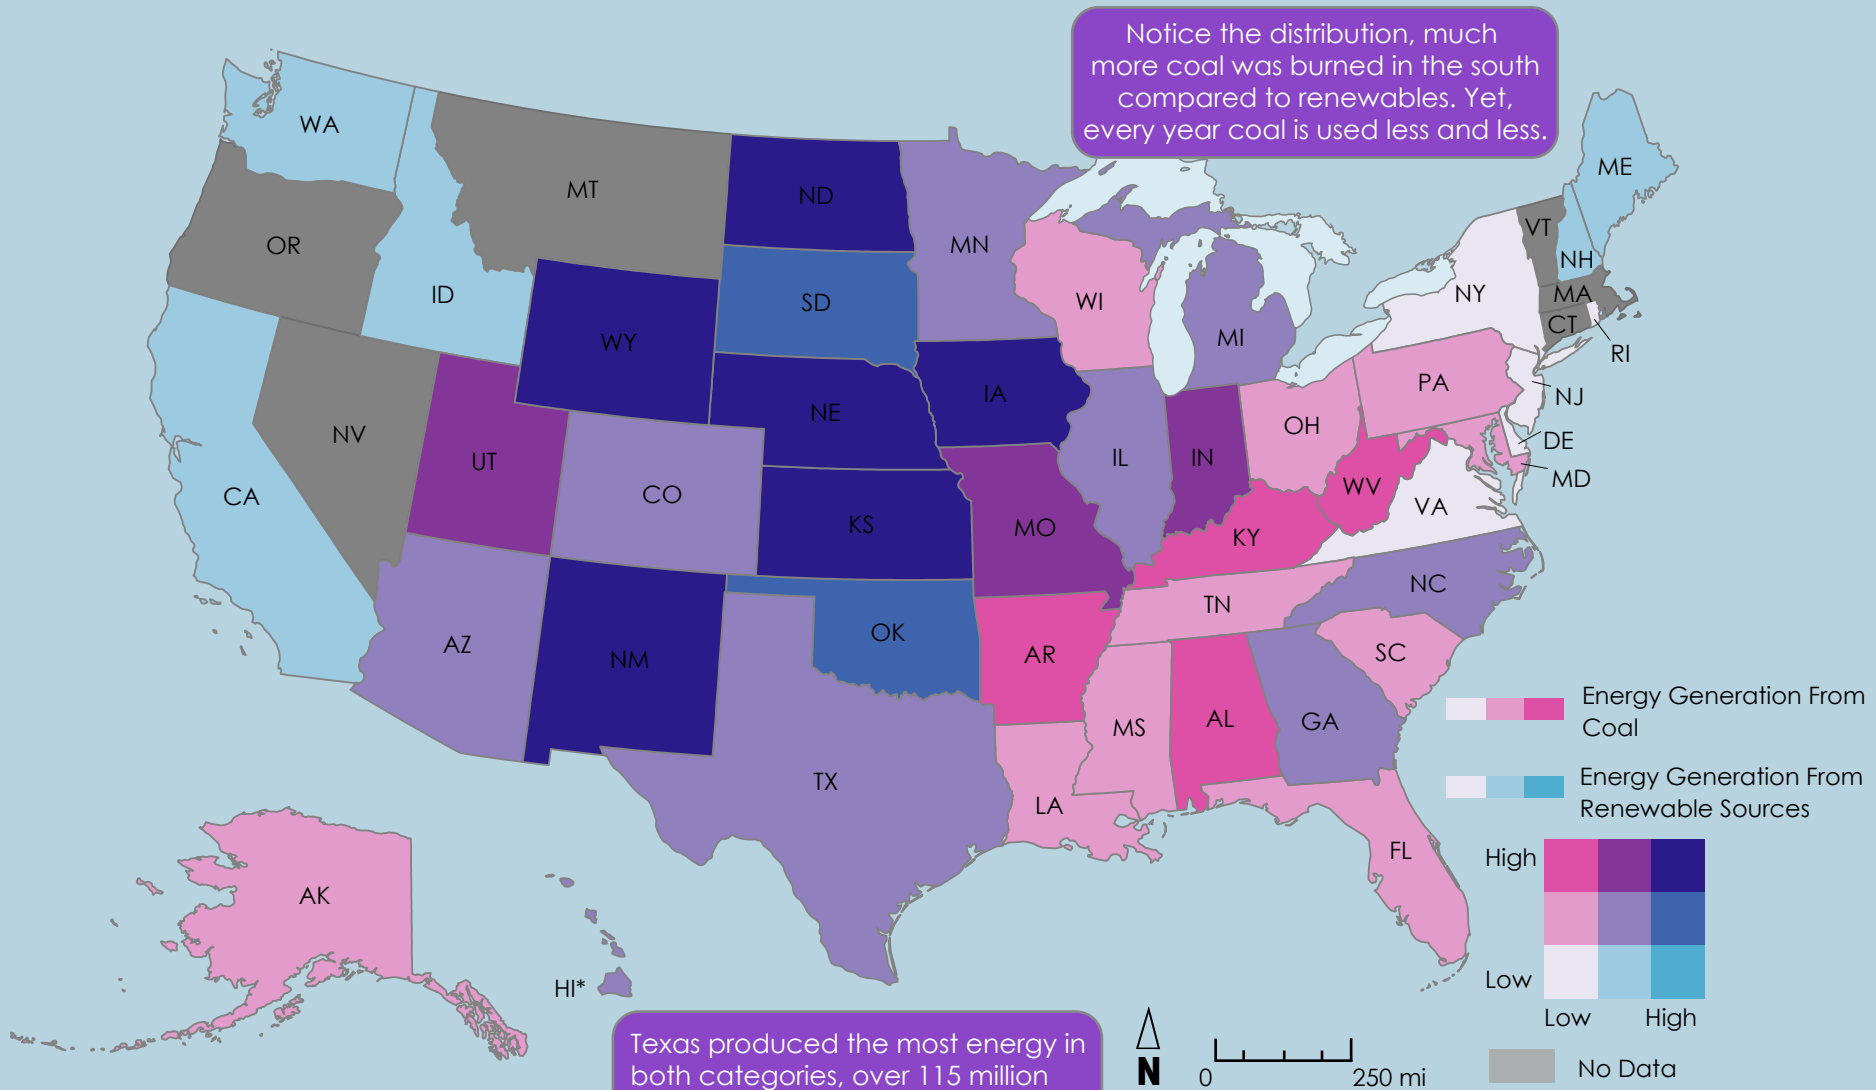 Notice the distribution, much
more coal was burned in the south
compared to renewables. Yet,
every year coal is used less and less.
WA
MT
ND
MN
ME
VT
OR
NH
ID
SD
WI
NY
MA
WY
MI
CT
RI
IA
PA
NJ
NE
OH
NV
DE
UT
IL
IN
MD
CO
WV
CA
VA
KS
MO
KY
NC
TN
AZ
OK
NM
AR
SC
MS
AL
GA
TX
LA
FL
AK
HI*
Energy Generation From
Coal
Energy Generation From
Renewable Sources
High
Low
Low High
No Data
Texas produced the most energy in
both categories, over 115 million
N
0 250 mi